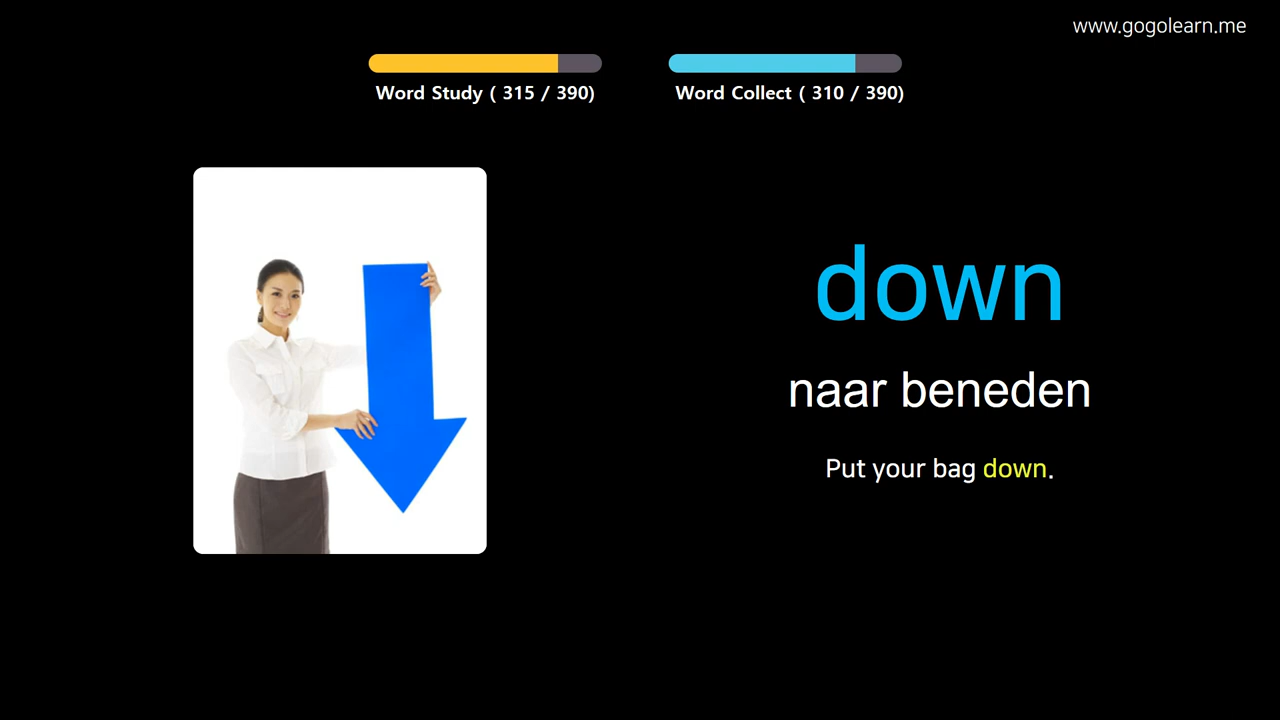 www.gogolearn.me
Word Study ( 315 / 390)
Word Collect ( 310 / 390)
down
naar beneden
Put your bag down.